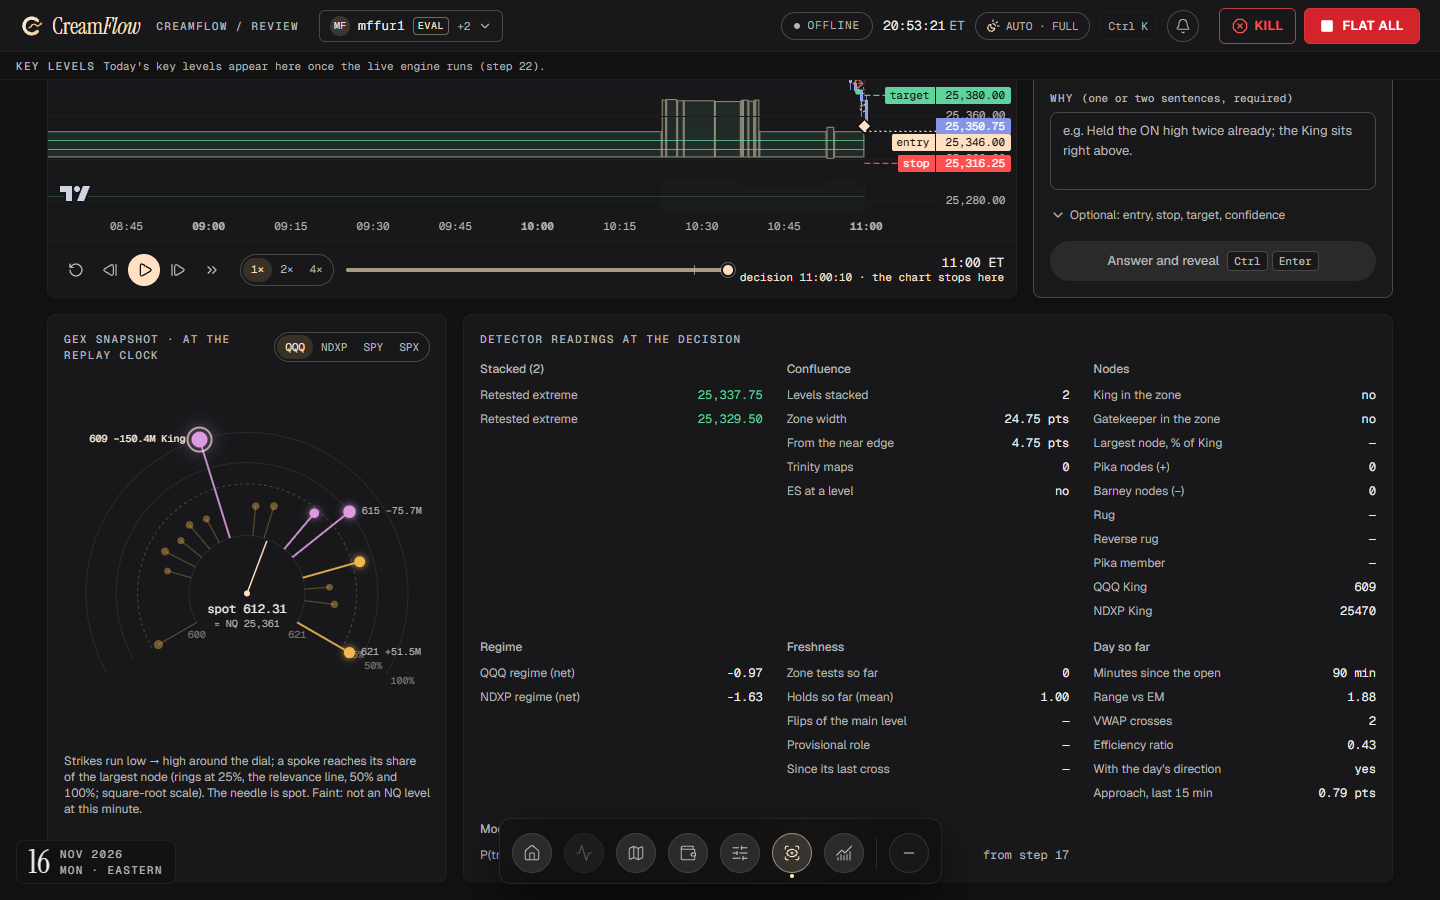 CreamFlow
CREAMFLOW / REVIEW
MF mffur1 EVAL +2
OFFLINE
20:53:21 ET
AUTO · FULL
Ctrl K
KILL
FLAT ALL
KEY LEVELS Today's key levels appear here once the live engine runs (step 22).
target 25,380.00
25,360.00
25,350.75
entry 25,346.00
stop 25,316.25
25,280.00
08:45 09:00 09:15 09:30 09:45 10:00 10:15 10:30 10:45 11:00
1× 2× 4×
11:00 ET
decision 11:00:10 · the chart stops here
WHY (one or two sentences, required)
e.g. Held the ON high twice already; the King sits
right above.
Optional: entry, stop, target, confidence
Answer and reveal Ctrl Enter
GEX SNAPSHOT · AT THE
REPLAY CLOCK
QQQ NDXP SPY SPX
609 −150.4M King
615 −75.7M
spot 612.31
≈ NQ 25,361
600 621
621 +51.5M
50%
100%
Strikes run low → high around the dial; a spoke reaches its share
of the largest node (rings at 25%, the relevance line, 50% and
100%; square-root scale). The needle is spot. Faint: not an NQ level
at this minute.
DETECTOR READINGS AT THE DECISION
Stacked (2)
Retested extreme 25,337.75
Retested extreme 25,329.50
Confluence
Levels stacked 2
Zone width 24.75 pts
From the near edge 4.75 pts
Trinity maps 0
ES at a level no
Nodes
King in the zone no
Gatekeeper in the zone no
Largest node, % of King –
Pika nodes (+) 0
Barney nodes (−) 0
Rug –
Reverse rug –
Pika member –
QQQ King 609
NDXP King 25470
Regime
QQQ regime (net) −0.97
NDXP regime (net) −1.63
Freshness
Zone tests so far 0
Holds so far (mean) 1.00
Flips of the main level –
Provisional role –
Since its last cross –
Day so far
Minutes since the open 90 min
Range vs EM 1.88
VWAP crosses 2
Efficiency ratio 0.43
With the day's direction yes
Approach, last 15 min 0.79 pts
from step 17
16 NOV 2026
MON · EASTERN